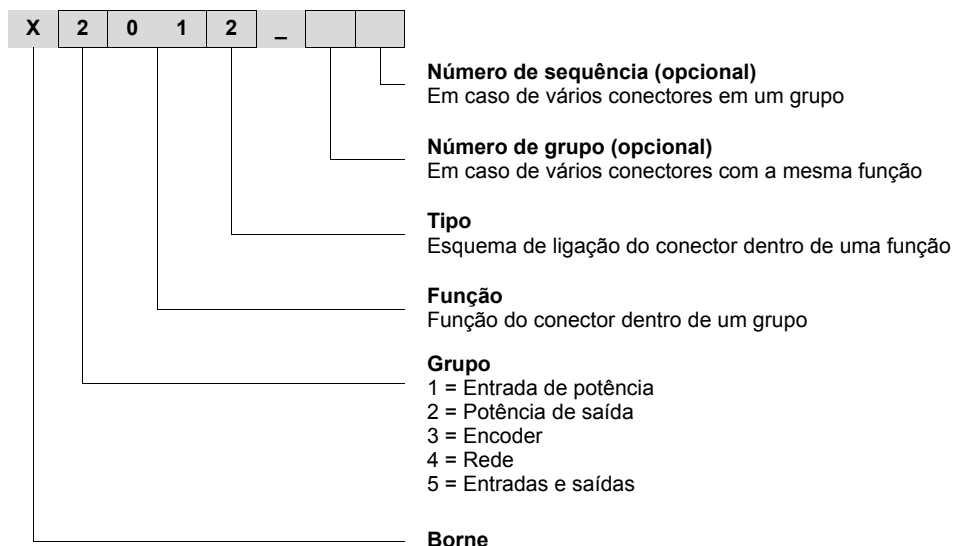 X 2 0 1 2 _
Número de sequência (opcional)
Em caso de vários conectores em um grupo
Número de grupo (opcional)
Em caso de vários conectores com a mesma função
Tipo
Esquema de ligação do conector dentro de uma função
Função
Função do conector dentro de um grupo
Grupo
1 = Entrada de potência
2 = Potência de saída
3 = Encoder
4 = Rede
5 = Entradas e saídas
Borne